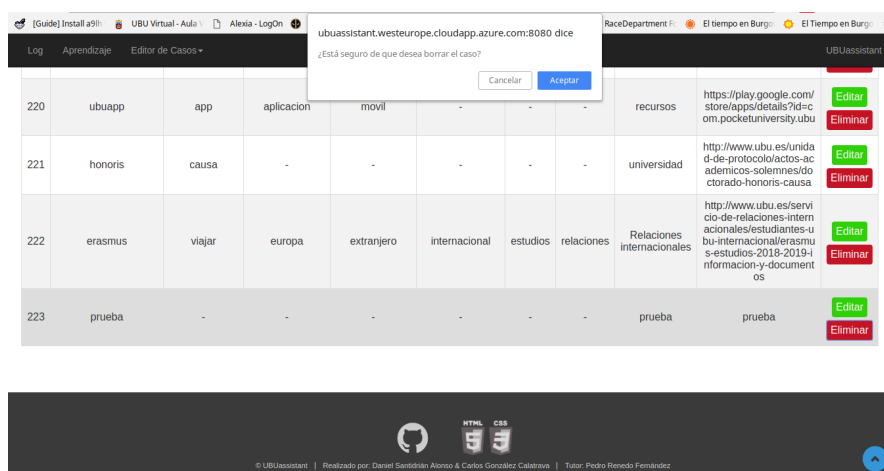 [Guide] Install a9lh
UBU Virtual - Aula V
Alexia - LogOn
RaceDepartment F
El tiempo en Burgo
El Tiempo en Burgo
ubuassistant.westeurope.cloudapp.azure.com:8080 dice
¿Está seguro de que desea borrar el caso?
Cancelar
Aceptar
Log
Aprendizaje
Editor de Casos
UBUassistant
220 ubuapp app aplicacion movil - - - recursos
https://play.google.com/
store/apps/details?id=c
om.pocketuniversity.ubu
Editar
Eliminar
221 honoris causa - - - - - universidad
http://www.ubu.es/unida
d-de-protocolo/actos-ac
ademicos-solemnes/do
ctorado-honoris-causa
Editar
Eliminar
222 erasmus viajar europa extranjero internacional estudios relaciones
Relaciones
internacionales
http://www.ubu.es/servi
cio-de-relaciones-intern
acionales/estudiantes-u
bu-internacional/erasmu
s-estudios-2018-2019-i
nformacion-y-document
os
Editar
Eliminar
223 prueba - - - - - - prueba prueba
Editar
Eliminar
HTML CSS
5 3
© UBUassistant | Realizado por: Daniel Santidrián Alonso & Carlos González Calatrava | Tutor: Pedro Renedo Fernández